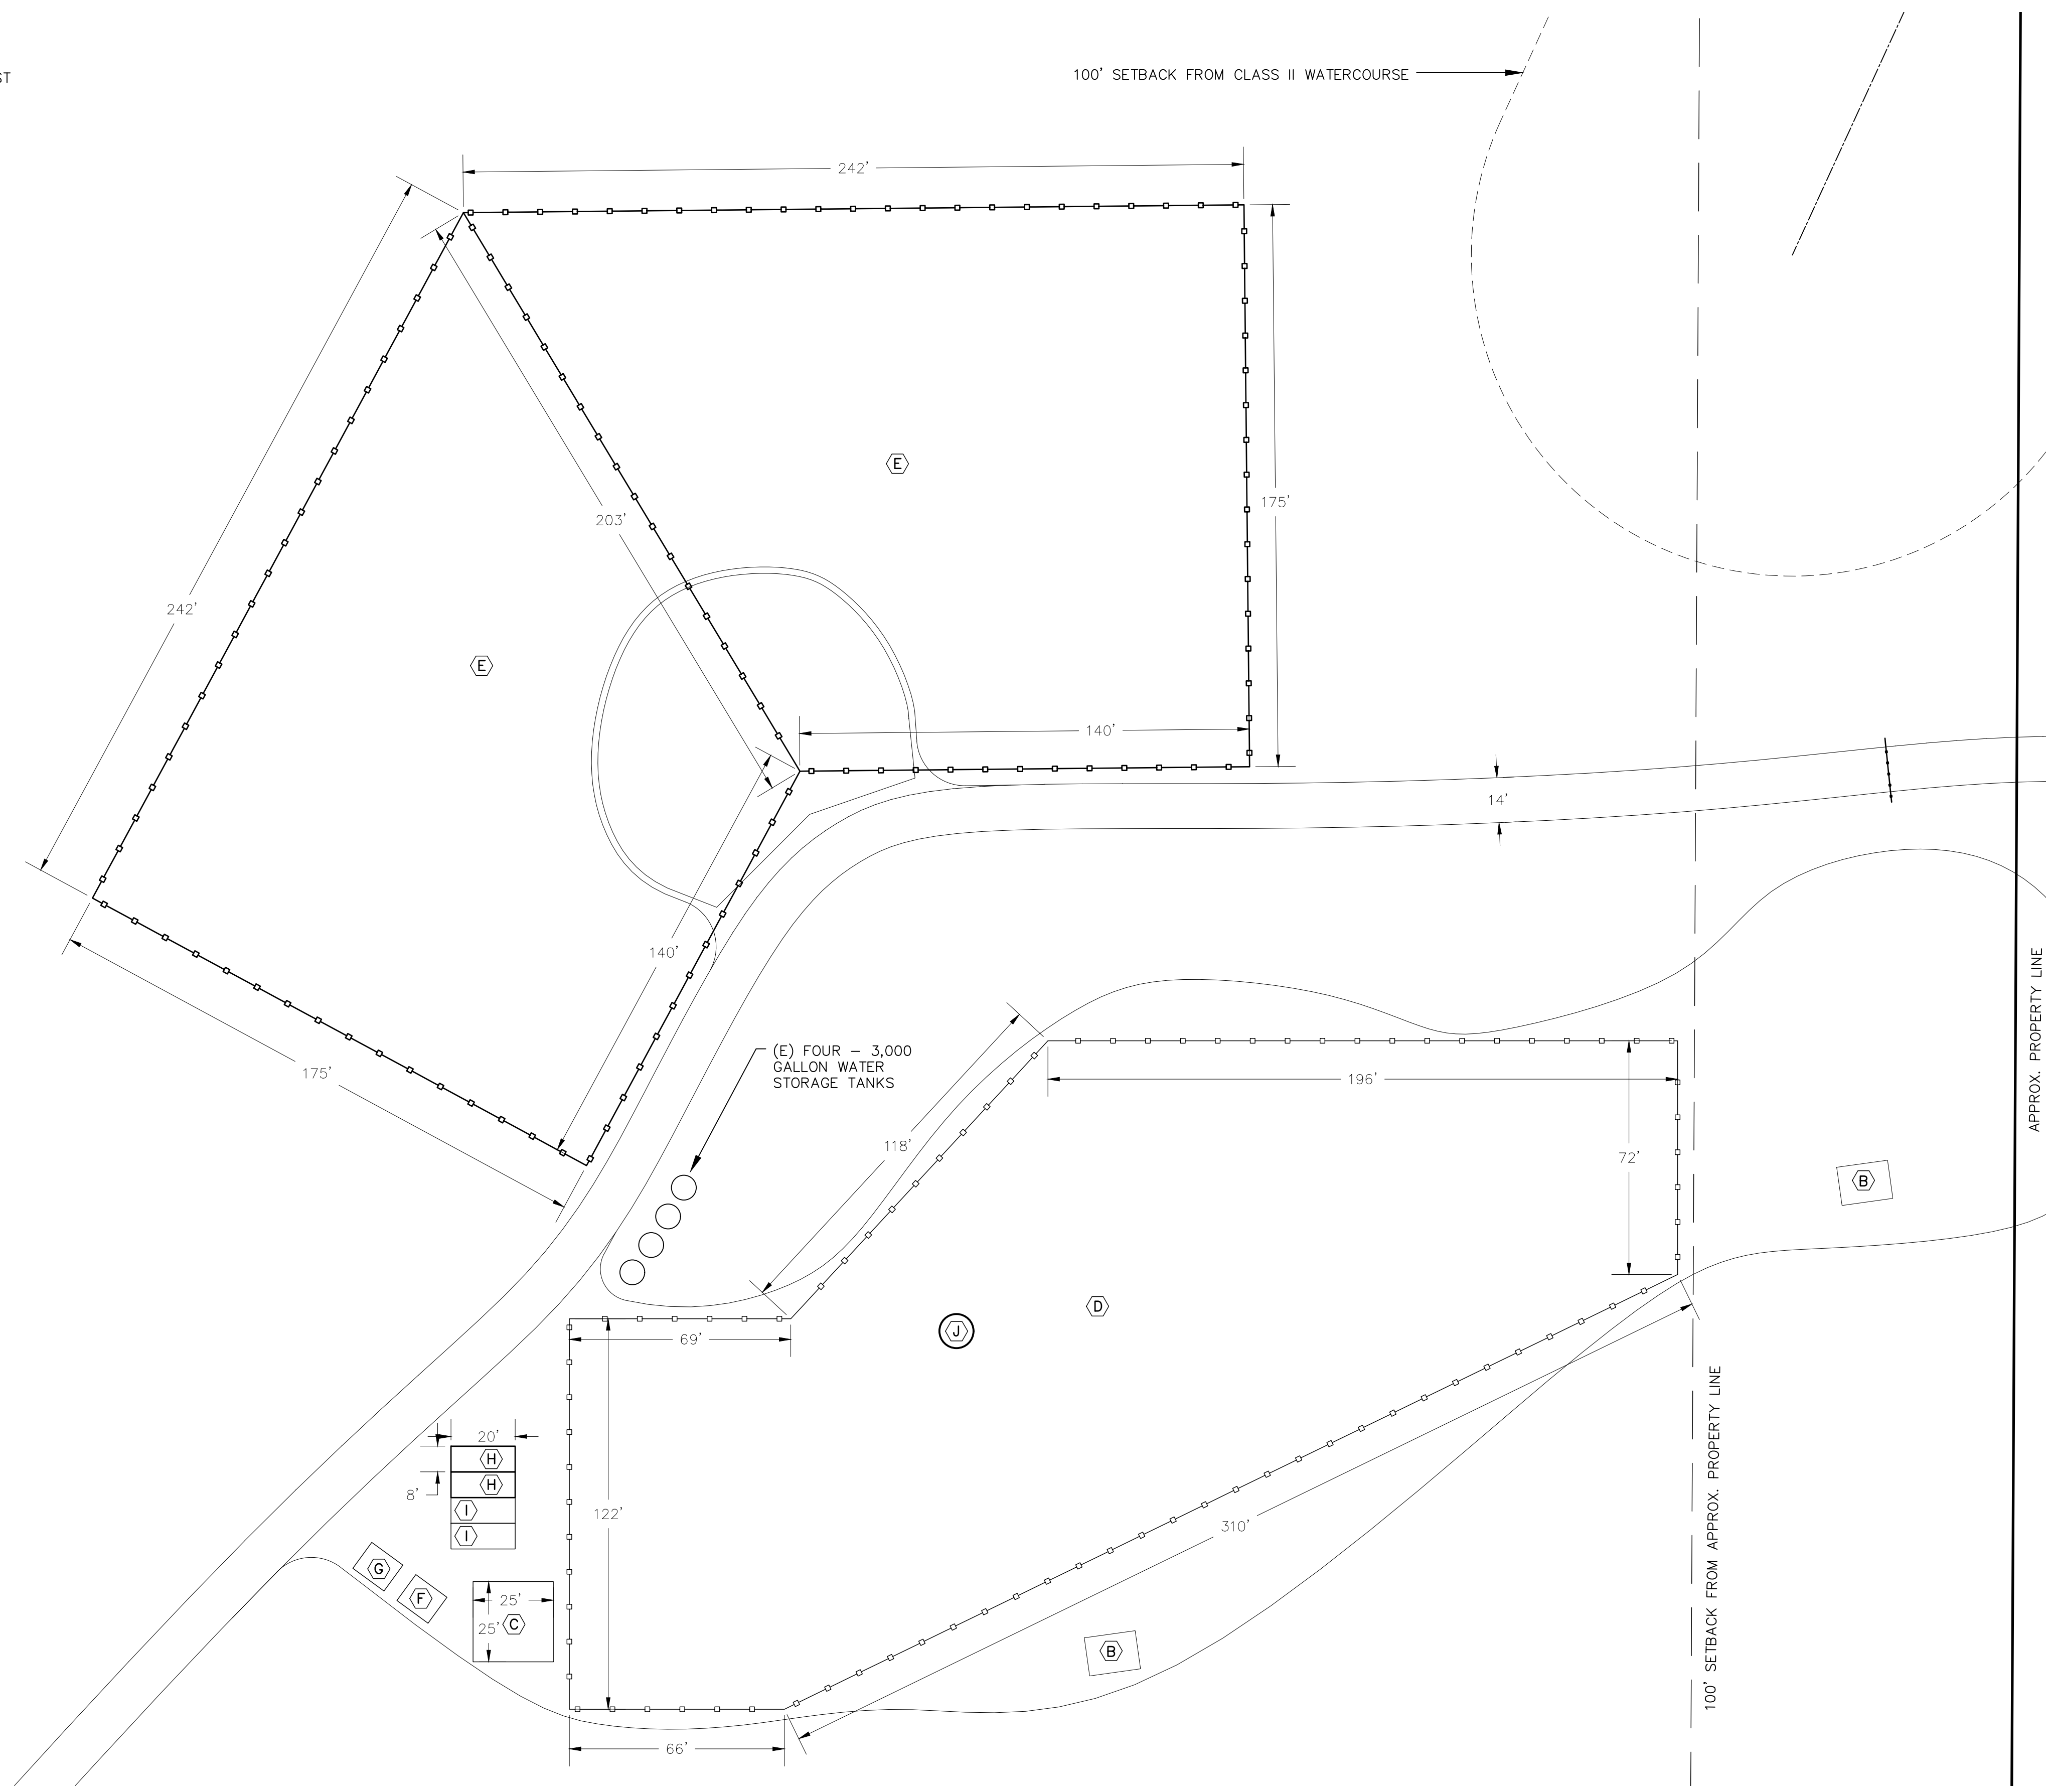 ST
100' SETBACK FROM CLASS II WATERCOURSE
242'
E
203'
175'
242'
E
140'
14'
140'
175'
(E) FOUR – 3,000
GALLON WATER
STORAGE TANKS
196'
118'
72'
B
APPROX. PROPERTY LINE
D
J
69'
100' SETBACK FROM APPROX. PROPERTY LINE
20'
H
H
8'
I
I
122'
310'
G
F
25'
25'
C
B
66'